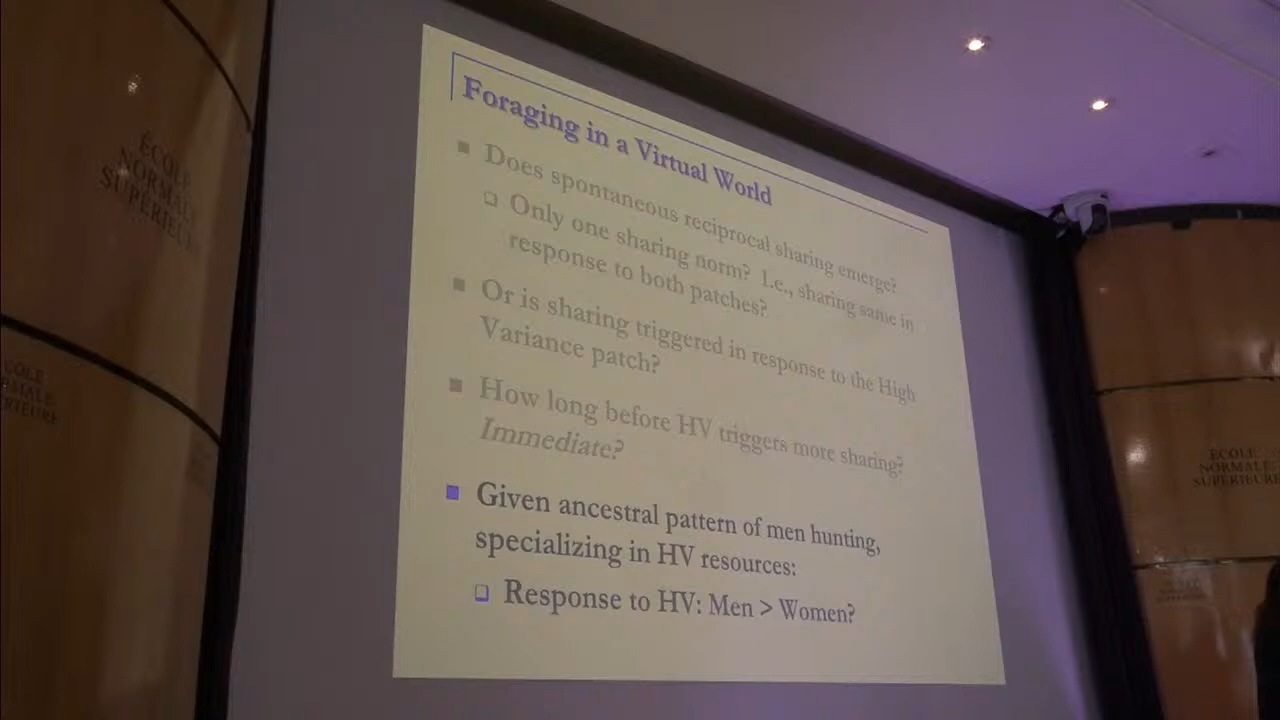 Foraging in a Virtual World
Does spontaneous reciprocal sharing emerge?
Only one sharing norm? I.e., sharing same in
response to both patches?
Or is sharing triggered in response to the High
Variance patch?
How long before HV triggers more sharing?
Immediate?
Given ancestral pattern of men hunting,
specializing in HV resources:
Response to HV: Men > Women?
ÉCOLE
NORMALE
SUPÉRIEURE
ÉCOLE
NORMALE
SUPÉRIEURE